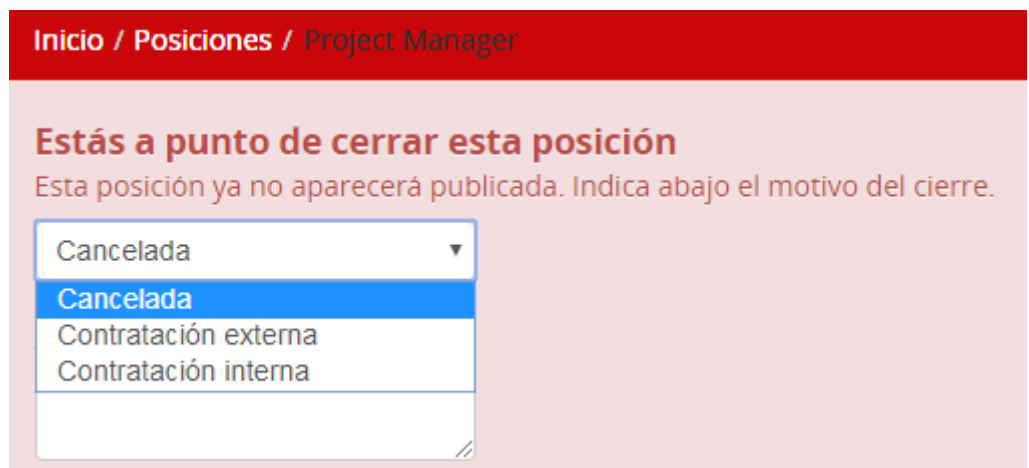 Inicio / Posiciones / Project Manager
Estás a punto de cerrar esta posición
Esta posición ya no aparecerá publicada. Indica abajo el motivo del cierre.
Cancelada
Cancelada
Contratación externa
Contratación interna